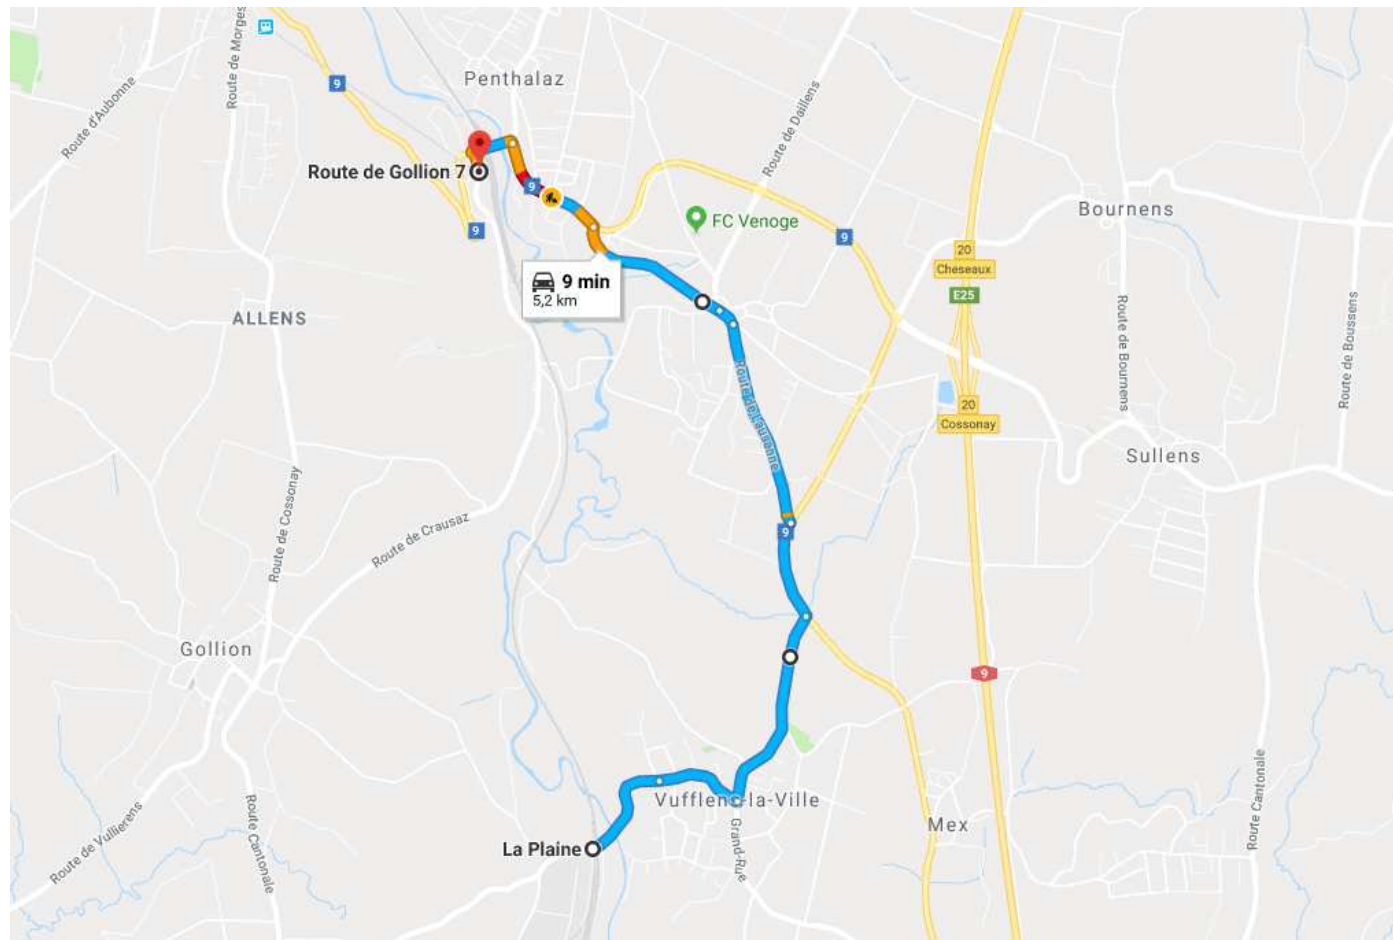 Route de Morges
9
Penthalaz
Route d'Aubonne
Route de Daillens
Route de Gollion 7
9
FC Venoge
Bournens
9
9
20
Cheseaux
E25
9 min
5,2 km
ALLENS
Route de Bournens
Route de Boussens
Route de Lausanne
20
Cossonay
Sullens
Route de Cossonay
Route de Crausaz
9
Gollion
9
Vufflens-la-Ville
Mex
Route de Vullierens
Route Cantonale
Grand-Rue
Route Cantonale
La Plaine